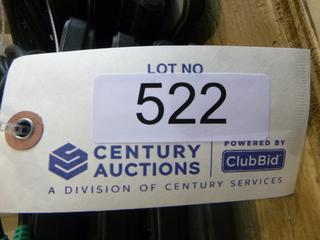 LOT NO
522
CENTURY
AUCTIONS
POWERED BY
ClubBid
A DIVISION OF CENTURY SERVICES